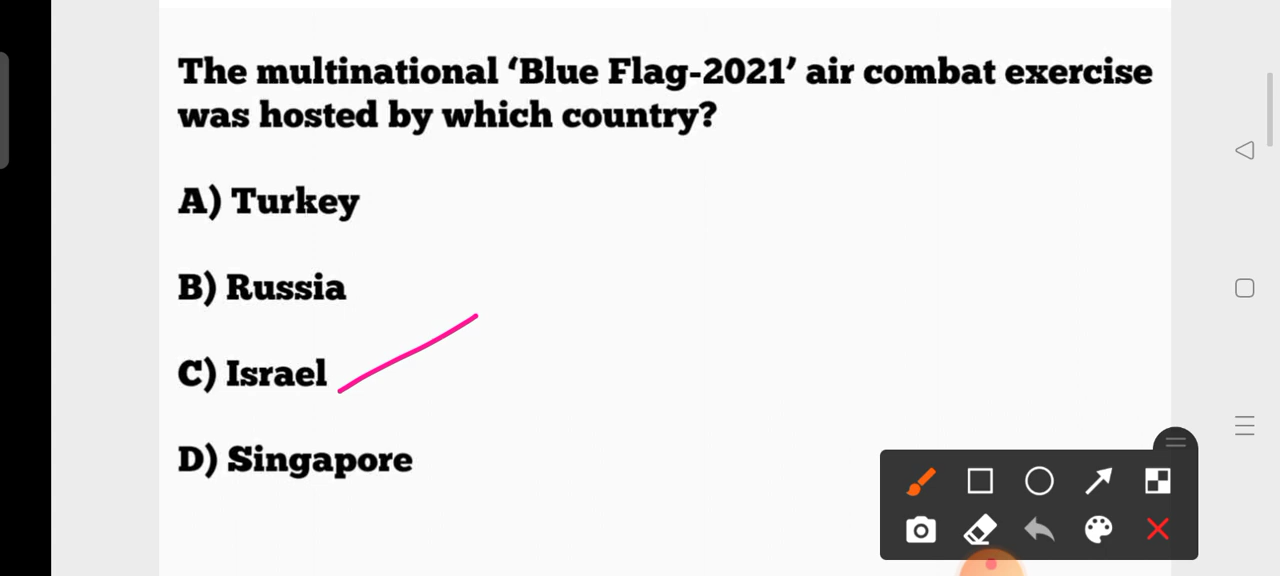 The multinational ‘Blue Flag-2021’ air combat exercise
was hosted by which country?
A) Turkey
B) Russia
C) Israel
D) Singapore